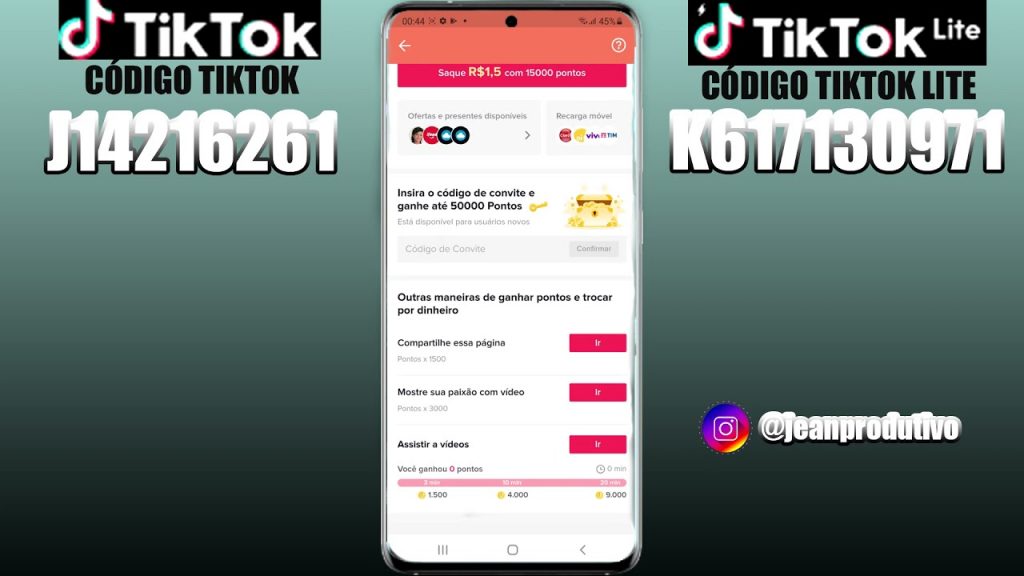 TikTok
CÓDIGO TIKTOK
J14216261
00:44
45%
Saque R$1,5 com 15000 pontos
Ofertas e presentes disponíveis
Recarga móvel
Claro
vivo
TIM
Insira o código de convite e
ganhe até 50000 Pontos
Está disponível para usuários novos
Código de Convite
Confirmar
Outras maneiras de ganhar pontos e trocar
por dinheiro
Compartilhe essa página
Ir
Pontos x 1500
Mostre sua paixão com vídeo
Ir
Pontos x 3000
Assistir a vídeos
Ir
Você ganhou 0 pontos
0 min
3 min
10 min
20 min
1.500
4.000
9.000
TikTok Lite
CÓDIGO TIKTOK LITE
K617130971
@jeanprodutivo